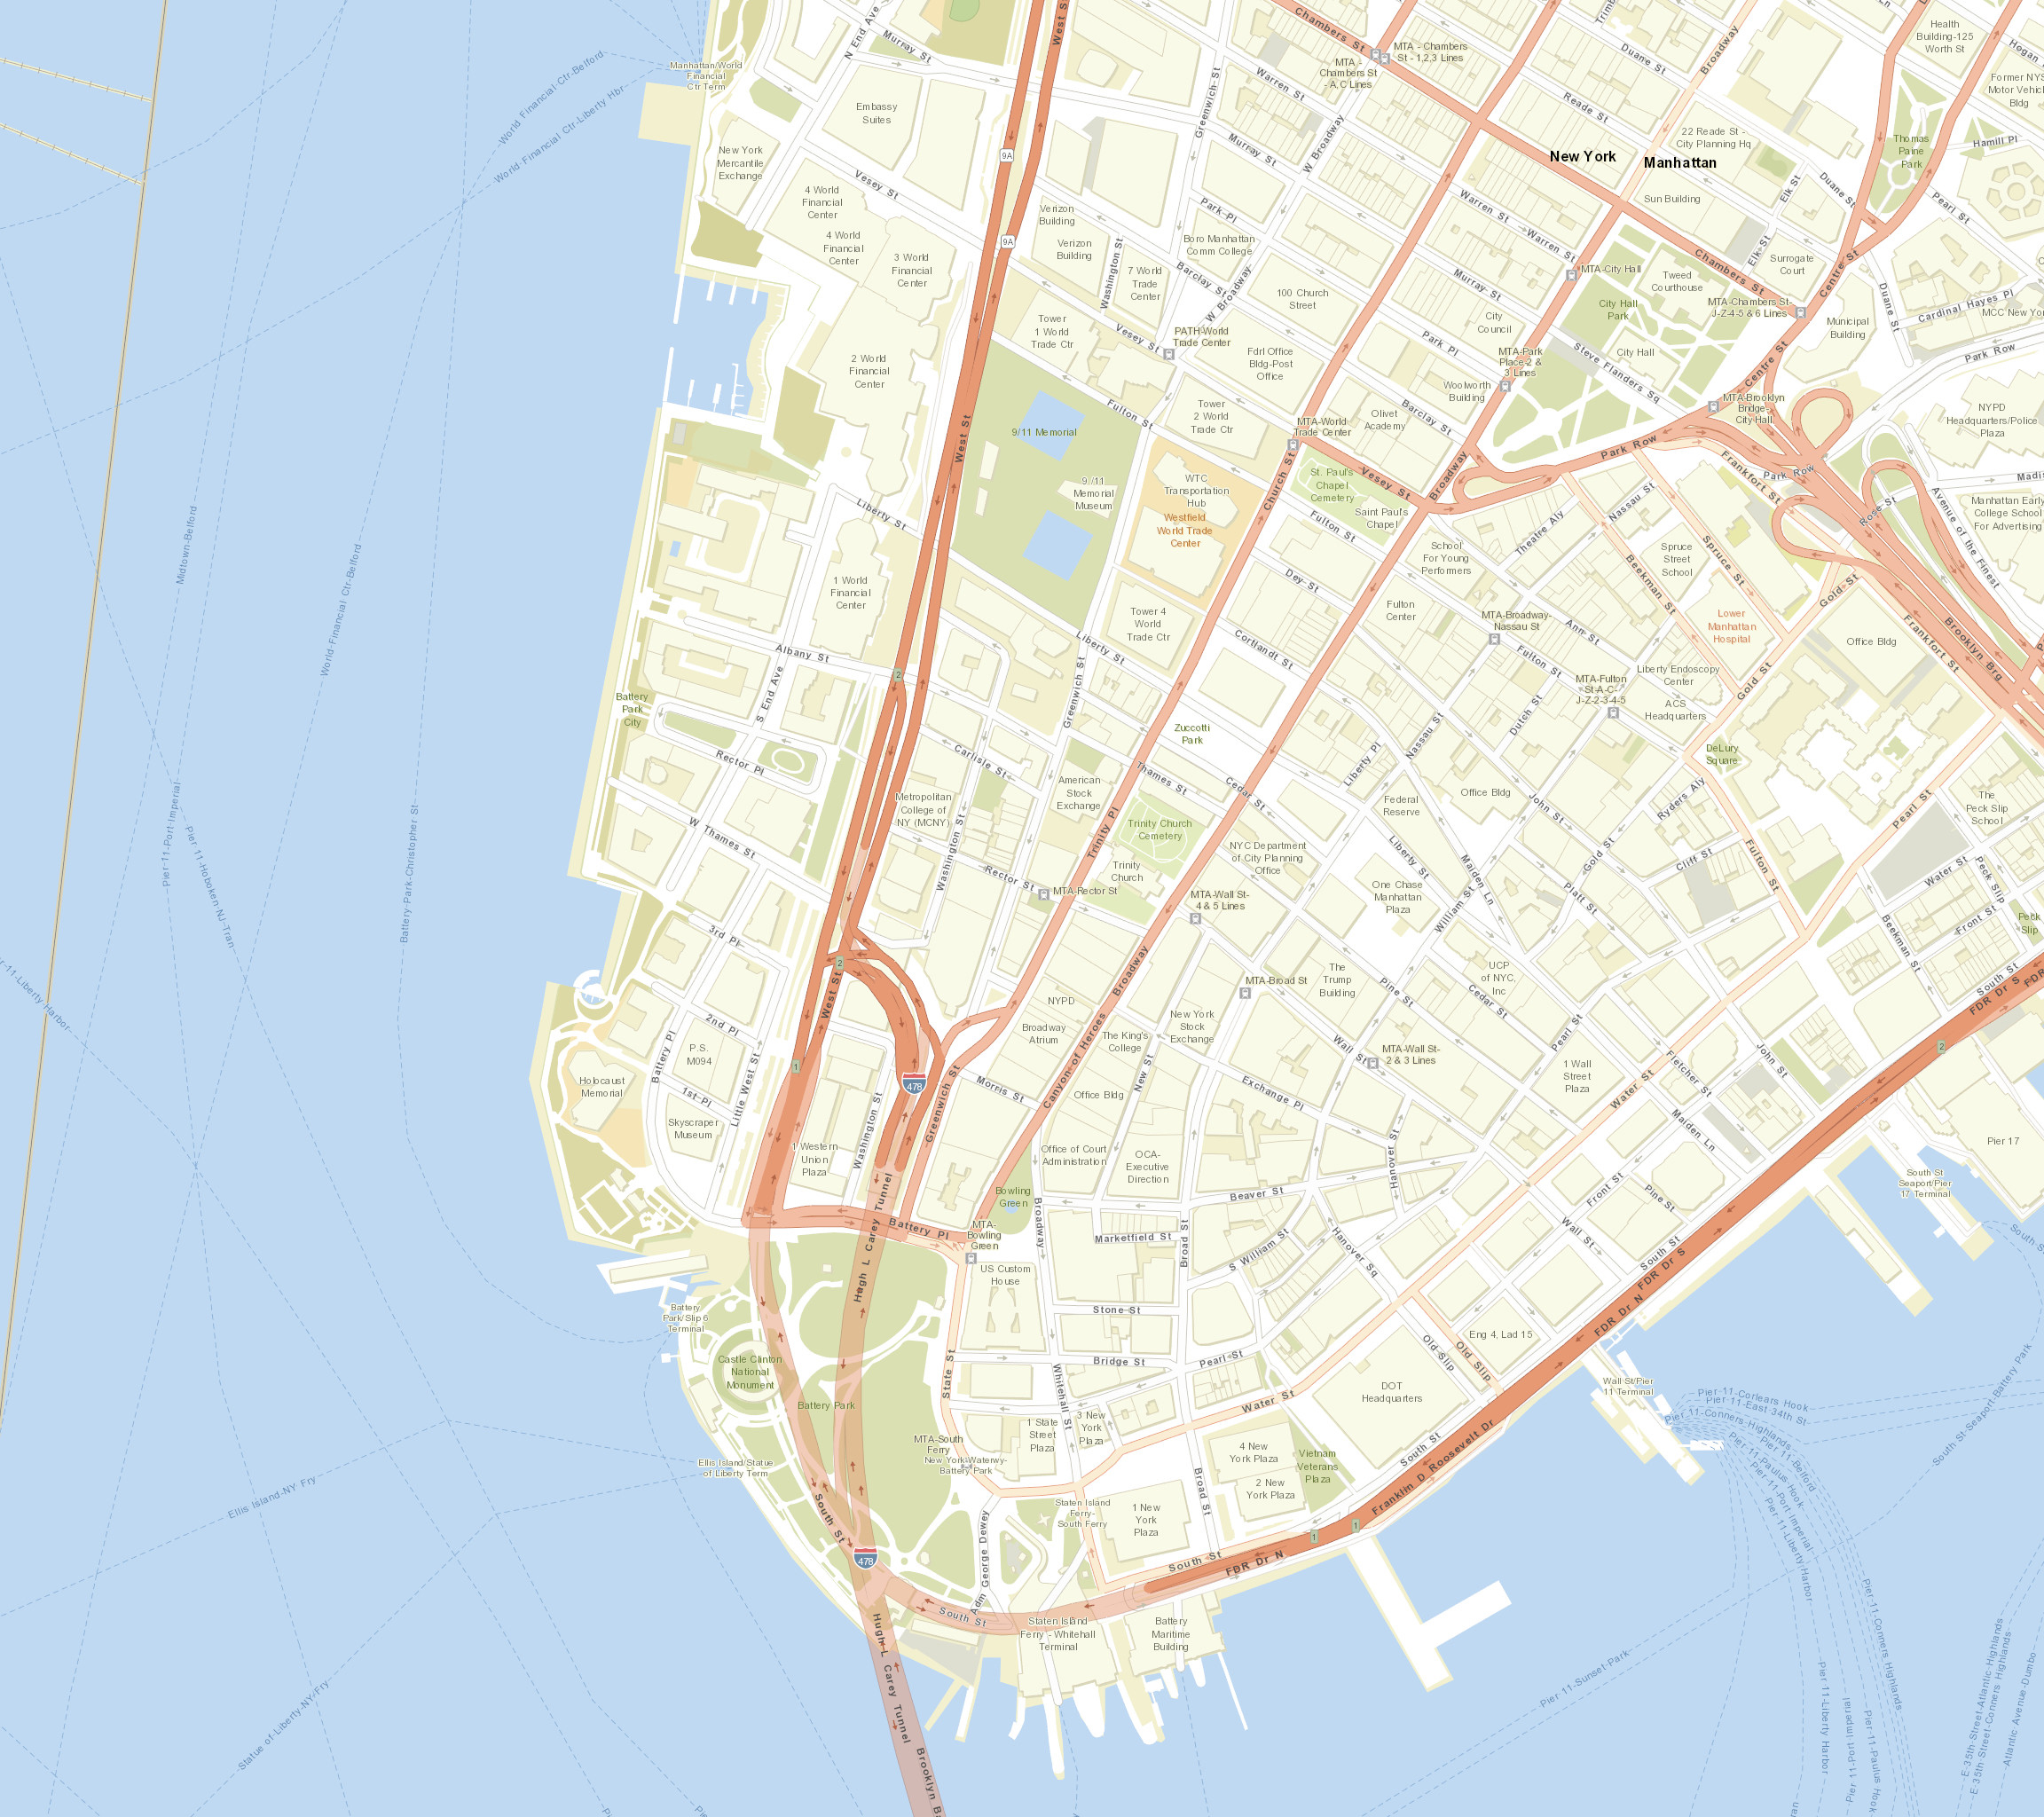 Manhattan/World
Financial
Ctr Term
World-Financial Ctr-Belford
World-Financial Ctr-Liberty Hbr
N End Ave
Murray St
West St
Embassy
Suites
New York
Mercantile
Exchange
Vesey St
4 World
Financial
Center
4 World
Financial
Center
3 World
Financial
Center
2 World
Financial
Center
9A
9A
Chambers St
MTA - Chambers
St - 1,2,3 Lines
MTA -
Chambers St
- A, C Lines
Warren St
Greenwich St
W Broadway
Murray St
Park Pl
Verizon
Building
Verizon
Building
Washington St
Boro Manhattan
Comm College
Barclay St
W Broadway
7 World
Trade
Center
100 Church
Street
Tower
1 World
Trade Ctr
Vesey St
PATH-World
Trade Center
Fdrl Office
Bldg-Post
Office
Duane St
Reade St
Broadway
New York
Manhattan
22 Reade St -
City Planning Hq
Sun Building
Elk St
Duane St
Pearl St
Health
Building-125
Worth St
Hogan
Former NYS
Motor Vehicl
Bldg
Thomas
Paine
Park
Hamill Pl
Warren St
Warren St
Murray St
MTA-City Hall
Tweed
Courthouse
City Hall
Park
Chambers St
Elk St
Surrogate
Court
Centre St
MTA-Chambers St-
J-Z-4-5 & 6 Lines
Municipal
Building
Duane St
Cardinal Hayes Pl
MCC New Yor
Park Row
City
Council
Park Pl
MTA-Park
Place-2 &
3 Lines
City Hall
Steve Flanders Sq
Centre St
Woolworth
Building
Barclay St
Olivet
Academy
MTA-Brooklyn
Bridge-
City Hall
NYPD
Headquarters/Police
Plaza
9/11 Memorial
Fulton St
Tower
2 World
Trade Ctr
MTA-World
Trade Center
9/11
Memorial
Museum
WTC
Transportation
Hub
Westfield
World Trade
Center
Church St
St. Paul's
Chapel
Cemetery
Vesey St
Saint Paul's
Chapel
Broadway
Park Row
Frankfort St
Park Row
Rose St
Avenue of the Finest
Manhattan Early
College School
For Advertising
West St
Liberty St
Fulton St
Dey St
School
For Young
Performers
Theatre Aly
Nassau St
Spruce
Street
School
Spruce St
Beekman St
Gold St
Frankfort St
Brooklyn Brg
Office Bldg
1 World
Financial
Center
Tower 4
World
Trade Ctr
Cortlandt St
Fulton
Center
MTA-Broadway-
Nassau St
Ann St
Lower
Manhattan
Hospital
Liberty St
Greenwich St
Albany St
2
S End Ave
Battery
Park
City
Rector Pl
Fulton St
MTA-Fulton
St-A-C-
J-Z-2-3-4-5
Liberty Endoscopy
Center
ACS
Headquarters
Gold St
DeLury
Square
Dutch St
Nassau St
Liberty Pl
Zuccotti
Park
Carlisle St
American
Stock
Exchange
Thames St
Cedar St
Federal
Reserve
Office Bldg
John St
Ryders Aly
Gold St
Cliff St
Pearl St
The
Peck Slip
School
Metropolitan
College of
NY (MCNY)
Washington St
Trinity Pl
Trinity Church
Cemetery
Trinity
Church
W Thames St
Rector St
MTA-Rector St
NYC Department
of City Planning
Office
MTA-Wall St-
4 & 5 Lines
Liberty St
Maiden Ln
One Chase
Manhattan
Plaza
William St
Platt St
Fulton St
Water St
Peck Slip
Front St
Beekman St
Peck
Slip
South St
3rd Pl
2
West St
Broadway
NYPD
MTA-Broad St
The
Trump
Building
Pine St
UCP
of NYC,
Inc
Cedar St
FDR Dr S
2nd Pl
P.S.
M094
Battery Pl
Broadway
Atrium
The King's
College
New York
Stock
Exchange
Canyon of Heroes
Wall St
MTA-Wall St-
2 & 3 Lines
Pearl St
1 Wall
Street
Plaza
Fletcher St
John St
2
1
478
Holocaust
Memorial
1st Pl
Little West St
Skyscraper
Museum
Morris St
New St
Office Bldg
Exchange Pl
Water St
Maiden Ln
Pier 17
Washington St
Greenwich St
1 Western
Union
Plaza
Office of Court
Administration
OCA-
Executive
Direction
Hanover St
South St
Seaport/Pier
17 Terminal
Bowling
Green
Beaver St
Front St
Pine St
Battery Pl
MTA-
Bowling
Green
Broadway
Marketfield St
Broad St
S William St
Hanover Sq
Wall St
South St
FDR Dr S
Hugh L Carey Tunnel
US Custom
House
Stone St
FDR Dr N
Battery
Park/Slip 6
Terminal
Castle Clinton
National
Monument
State St
Bridge St
Pearl St
Old Slip
Old Slip
Eng 4, Lad 15
Battery Park
Whitehall St
Water St
DOT
Headquarters
Wall St/Pier
11 Terminal
1 State
Street
Plaza
3 New
York
Plaza
MTA-South
Ferry
New York Waterwy-
Battery Park
4 New
York Plaza
2 New
York Plaza
Vietnam
Veterans
Plaza
South St
Franklin D Roosevelt Dr
Ellis Island/Statue
of Liberty Term
South St
Staten Island
Ferry-
South Ferry
1 New
York
Plaza
Broad St
1
1
478
Adm George Dewey
South St
FDR Dr N
South St
Staten Island
Ferry - Whitehall
Terminal
Battery
Maritime
Building
Hugh L Carey Tunnel
Midtown-Belford
World-Financial Ctr-Belford
Pier 11-Port Imperial
Pier 11-Hoboken-NJ-Tran
Battery-Park-Christopher St
Ellis Island-NY Fry
Statue-of-Liberty-NY-Fry
Pier 11-Corlears Hook
Pier 11-East-34th St
Pier 11-Conners-Highlands
Pier 11-Belford
Pier 11-Paulus Hook
Pier 11-Port Imperial
Pier 11-Liberty-Harbor
Pier 11-Conners Highlands
South St Seaport-Battery Park
Pier 11-Sunset-Park
Pier 11-Liberty Harbor
E 35th-Street-Atlantic-Highlands
E 35th Street-Conners Highlands
Atlantic Avenue-Dumbo